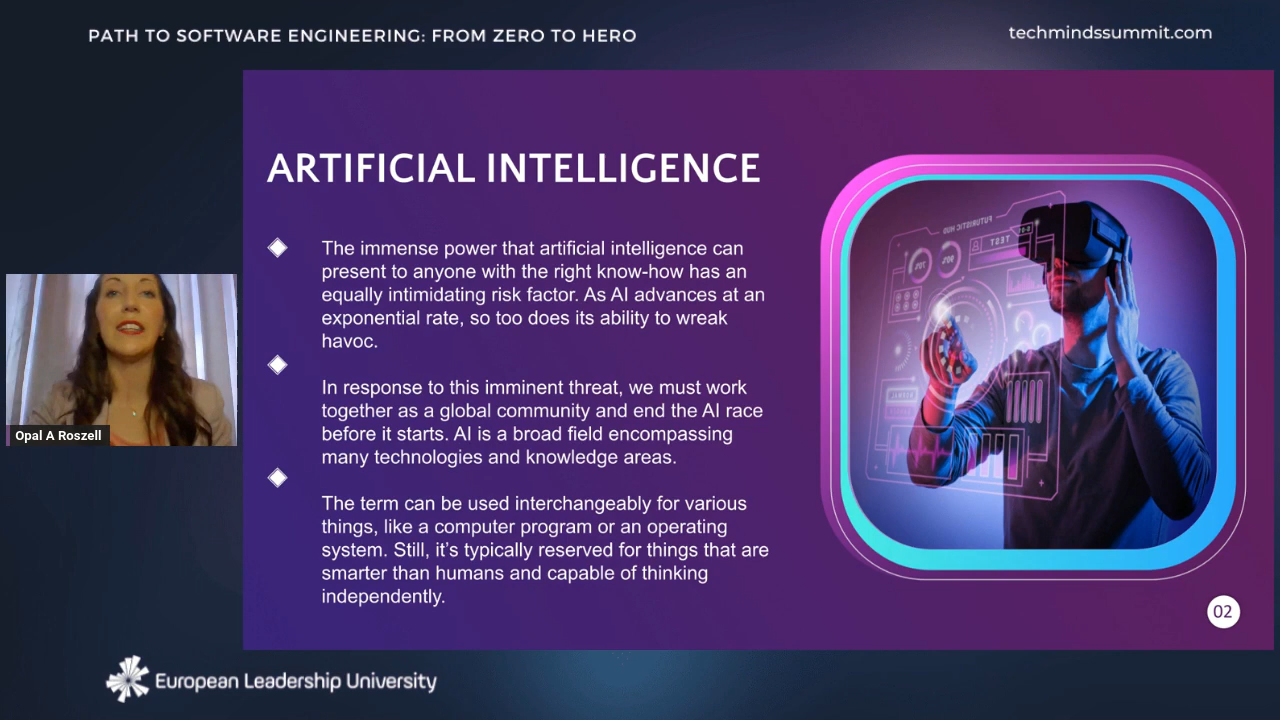 PATH TO SOFTWARE ENGINEERING: FROM ZERO TO HERO
techmindssummit.com
ARTIFICIAL INTELLIGENCE
The immense power that artificial intelligence can
present to anyone with the right know-how has an
equally intimidating risk factor. As AI advances at an
exponential rate, so too does its ability to wreak
havoc.
In response to this imminent threat, we must work
together as a global community and end the AI race
before it starts. AI is a broad field encompassing
many technologies and knowledge areas.
The term can be used interchangeably for various
things, like a computer program or an operating
system. Still, it’s typically reserved for things that are
smarter than humans and capable of thinking
independently.
FUTURISTIC HUD
TEST
Opal A Roszell
02
European Leadership University